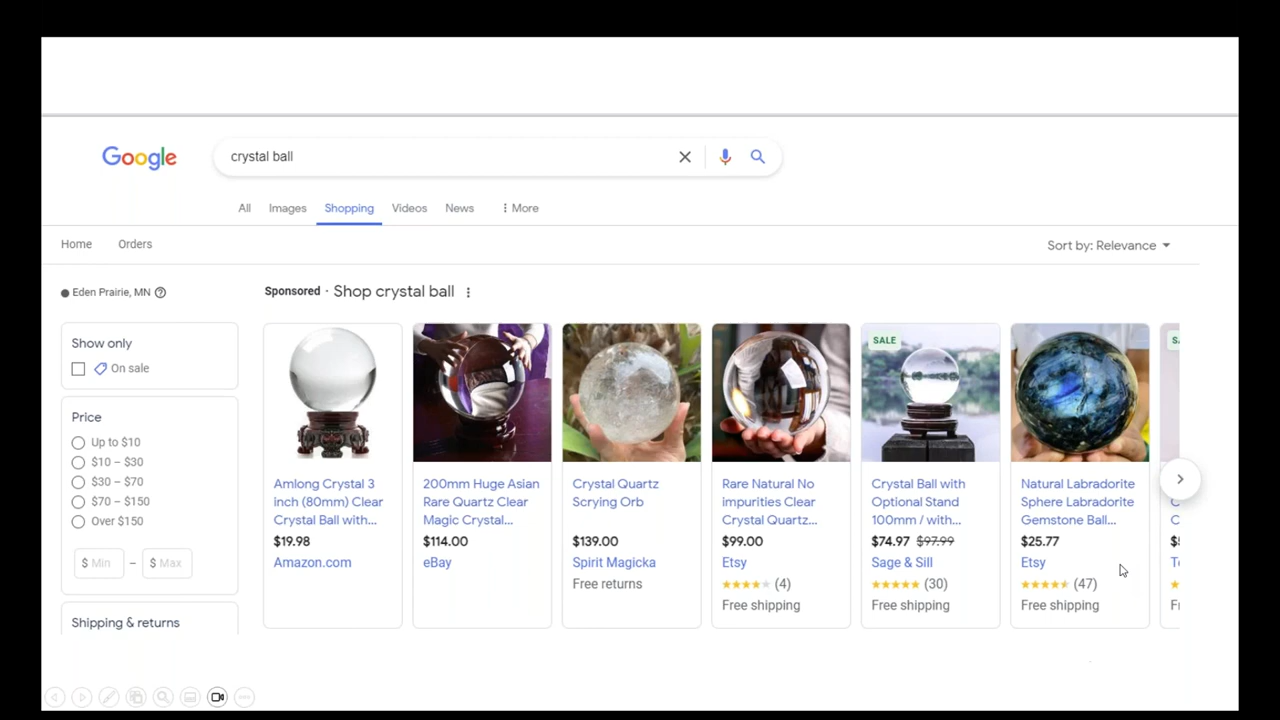 Google
crystal ball
All Images Shopping Videos News More
Home Orders
Sort by: Relevance
Eden Prairie, MN
Sponsored · Shop crystal ball
Show only
On sale
Price
Up to $10
$10 – $30
$30 – $70
$70 – $150
Over $150
$ Min – $ Max
Shipping & returns
Amlong Crystal 3
inch (80mm) Clear
Crystal Ball with...
$19.98
Amazon.com
200mm Huge Asian
Rare Quartz Clear
Magic Crystal...
$114.00
eBay
Crystal Quartz
Scrying Orb
$139.00
Spirit Magicka
Free returns
Rare Natural No
impurities Clear
Crystal Quartz...
$99.00
Etsy
(4)
Free shipping
SALE
Crystal Ball with
Optional Stand
100mm / with...
$74.97 $97.99
Sage & Sill
(30)
Free shipping
Natural Labradorite
Sphere Labradorite
Gemstone Ball...
$25.77
Etsy
(47)
Free shipping